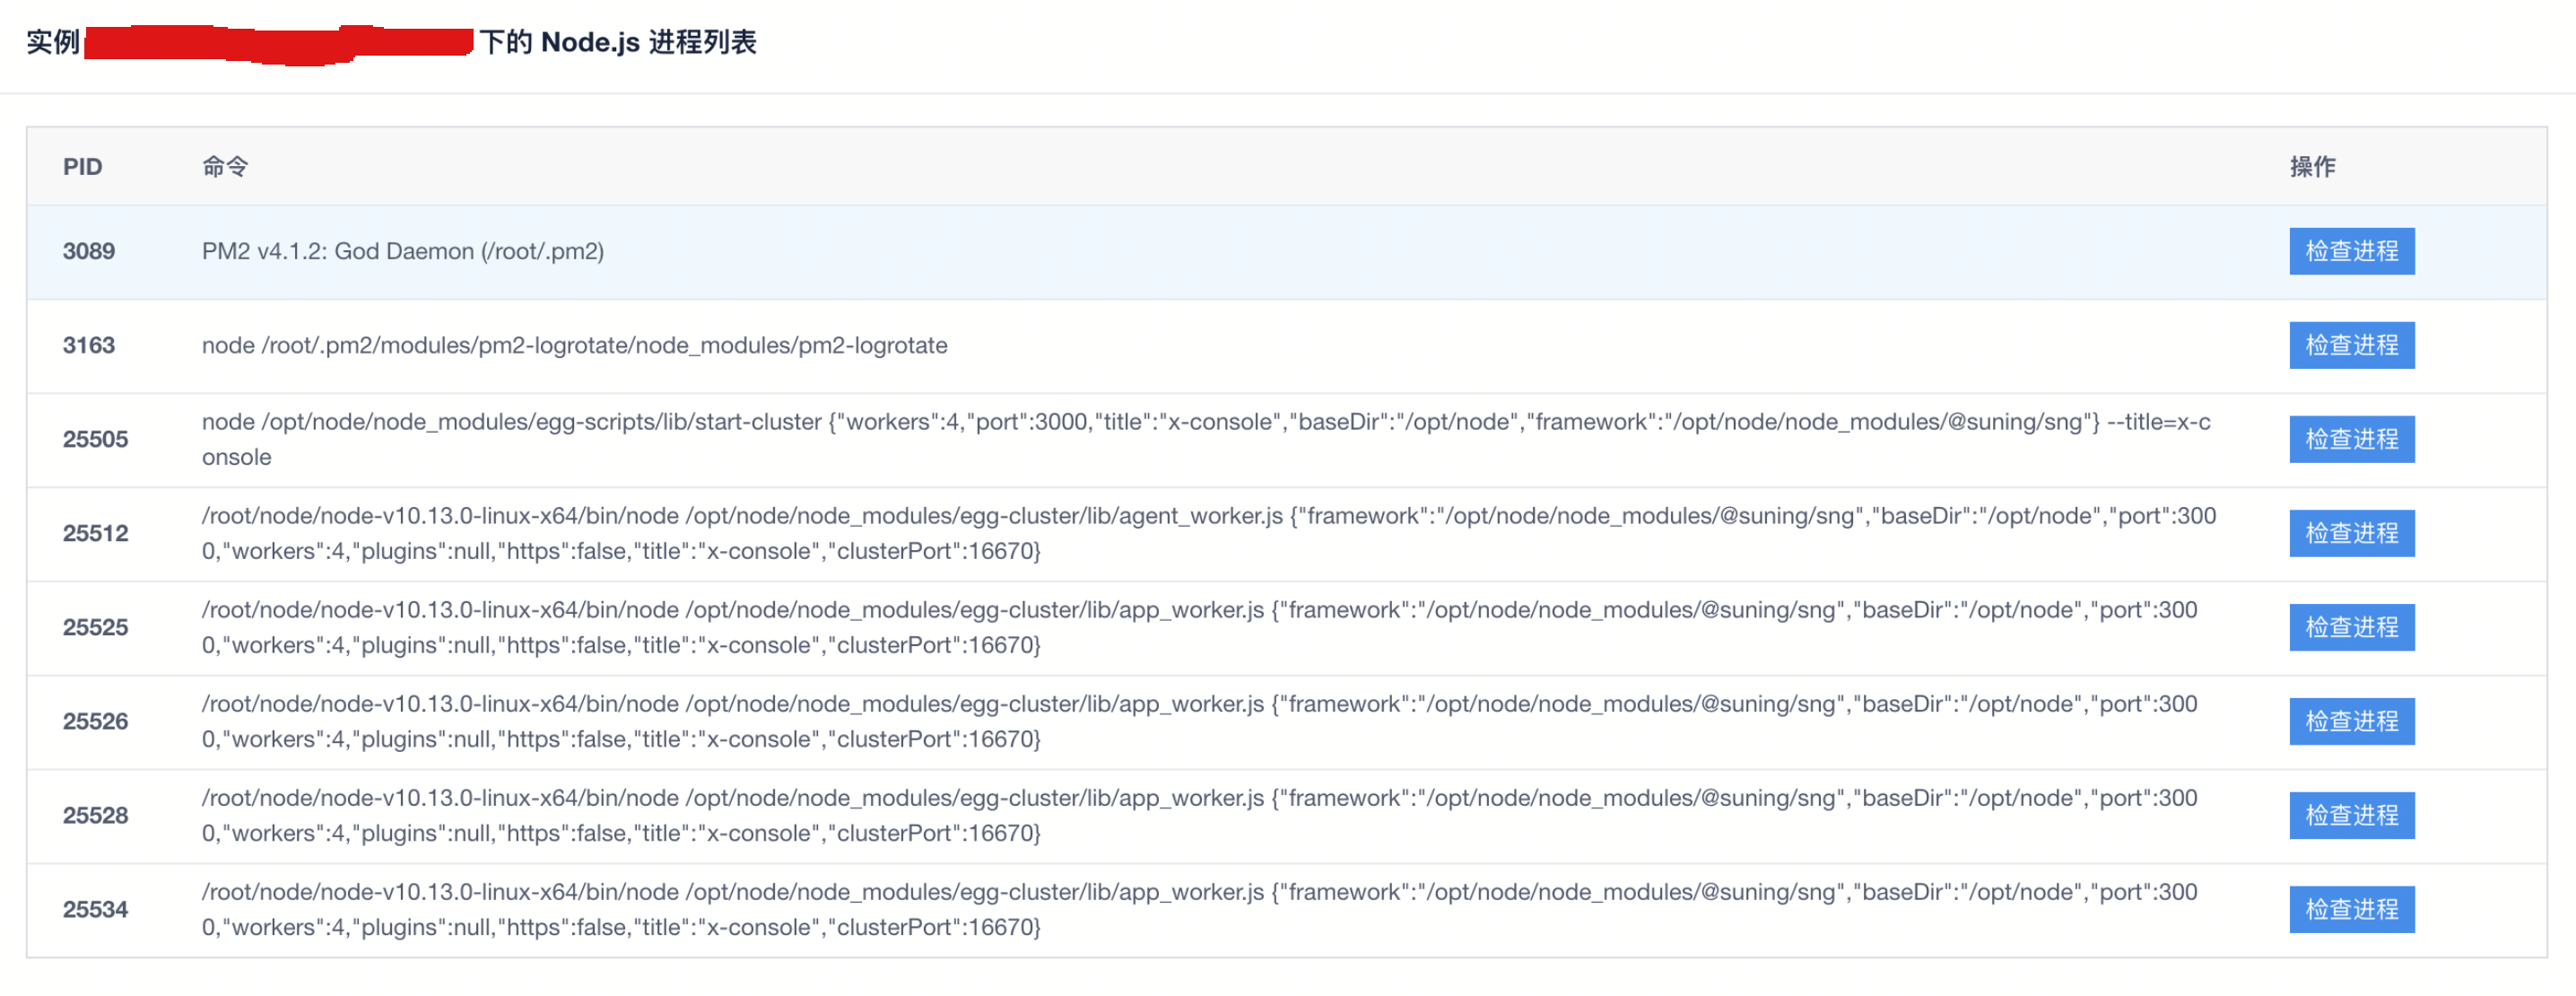 实例 下的 Node.js 进程列表
PID 命令 操作
3089 PM2 v4.1.2: God Daemon (/root/.pm2) 检查进程
3163 node /root/.pm2/modules/pm2-logrotate/node_modules/pm2-logrotate 检查进程
25505 node /opt/node/node_modules/egg-scripts/lib/start-cluster {"workers":4,"port":3000,"title":"x-console","baseDir":"/opt/node","framework":"/opt/node/node_modules/@suning/sng"} --title=x-c 检查进程
onsole
25512 /root/node/node-v10.13.0-linux-x64/bin/node /opt/node/node_modules/egg-cluster/lib/agent_worker.js {"framework":"/opt/node/node_modules/@suning/sng","baseDir":"/opt/node","port":300 检查进程
0,"workers":4,"plugins":null,"https":false,"title":"x-console","clusterPort":16670}
25525 /root/node/node-v10.13.0-linux-x64/bin/node /opt/node/node_modules/egg-cluster/lib/app_worker.js {"framework":"/opt/node/node_modules/@suning/sng","baseDir":"/opt/node","port":300 检查进程
0,"workers":4,"plugins":null,"https":false,"title":"x-console","clusterPort":16670}
25526 /root/node/node-v10.13.0-linux-x64/bin/node /opt/node/node_modules/egg-cluster/lib/app_worker.js {"framework":"/opt/node/node_modules/@suning/sng","baseDir":"/opt/node","port":300 检查进程
0,"workers":4,"plugins":null,"https":false,"title":"x-console","clusterPort":16670}
25528 /root/node/node-v10.13.0-linux-x64/bin/node /opt/node/node_modules/egg-cluster/lib/app_worker.js {"framework":"/opt/node/node_modules/@suning/sng","baseDir":"/opt/node","port":300 检查进程
0,"workers":4,"plugins":null,"https":false,"title":"x-console","clusterPort":16670}
25534 /root/node/node-v10.13.0-linux-x64/bin/node /opt/node/node_modules/egg-cluster/lib/app_worker.js {"framework":"/opt/node/node_modules/@suning/sng","baseDir":"/opt/node","port":300 检查进程
0,"workers":4,"plugins":null,"https":false,"title":"x-console","clusterPort":16670}